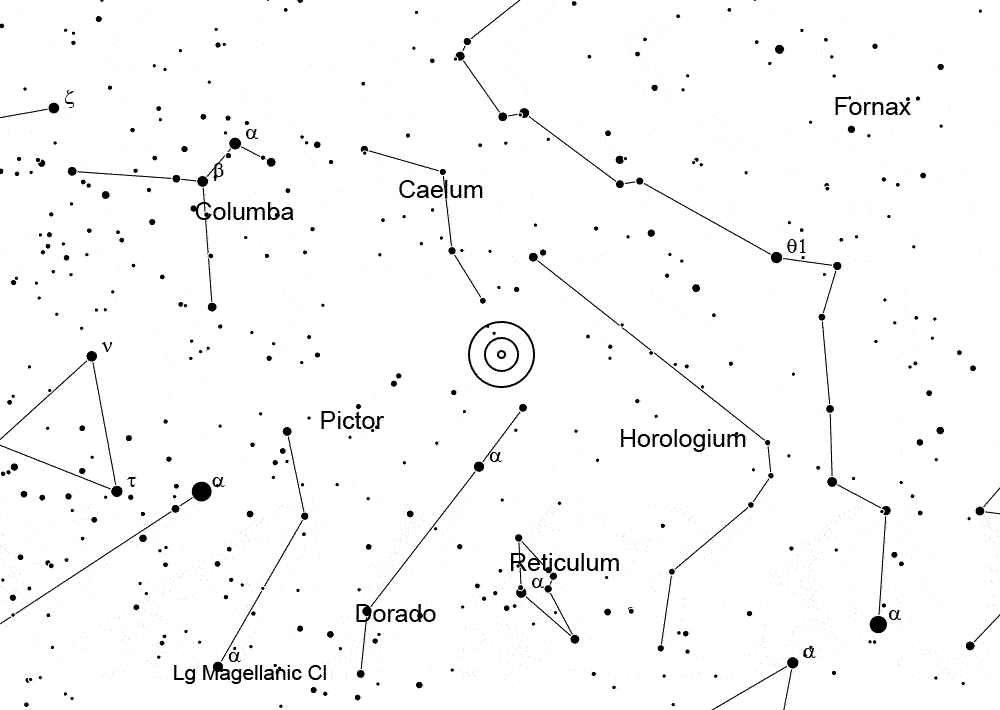 ζ
Fornax
α
β
Caelum
Columba
θ1
ν
Pictor
Horologium
α
τ
α
Reticulum
α
Dorado
α
α
α
Lg Magellanic Cl